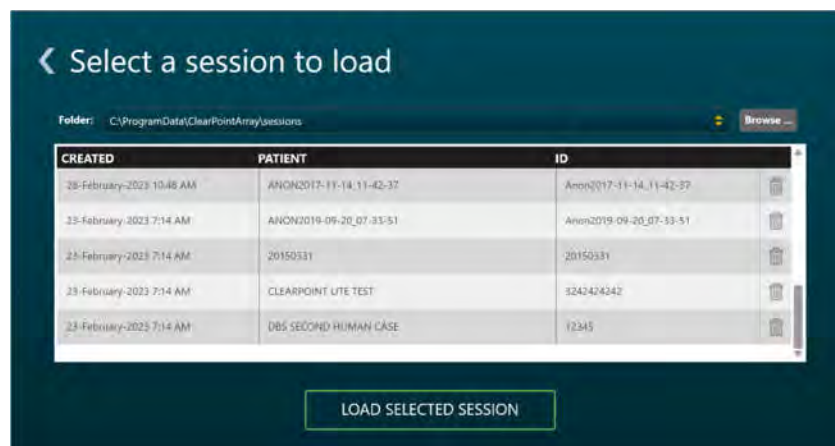 Select a session to load
Folder: C:\ProgramData\ClearPointArray\sessions Browse ...
CREATED PATIENT ID
28-February-2023 10:48 AM ANON2017-11-14_11-42-37 Anon2017-11-14_11-42-37
23-February-2023 7:14 AM ANON2019-09-20_07-33-51 Anon2019-09-20_07-33-51
23-February-2023 7:14 AM 20150531 20150531
23-February-2023 7:14 AM CLEARPOINT LITE TEST 3242424242
23-February-2023 7:14 AM DBS SECOND HUMAN CASE 12345
LOAD SELECTED SESSION